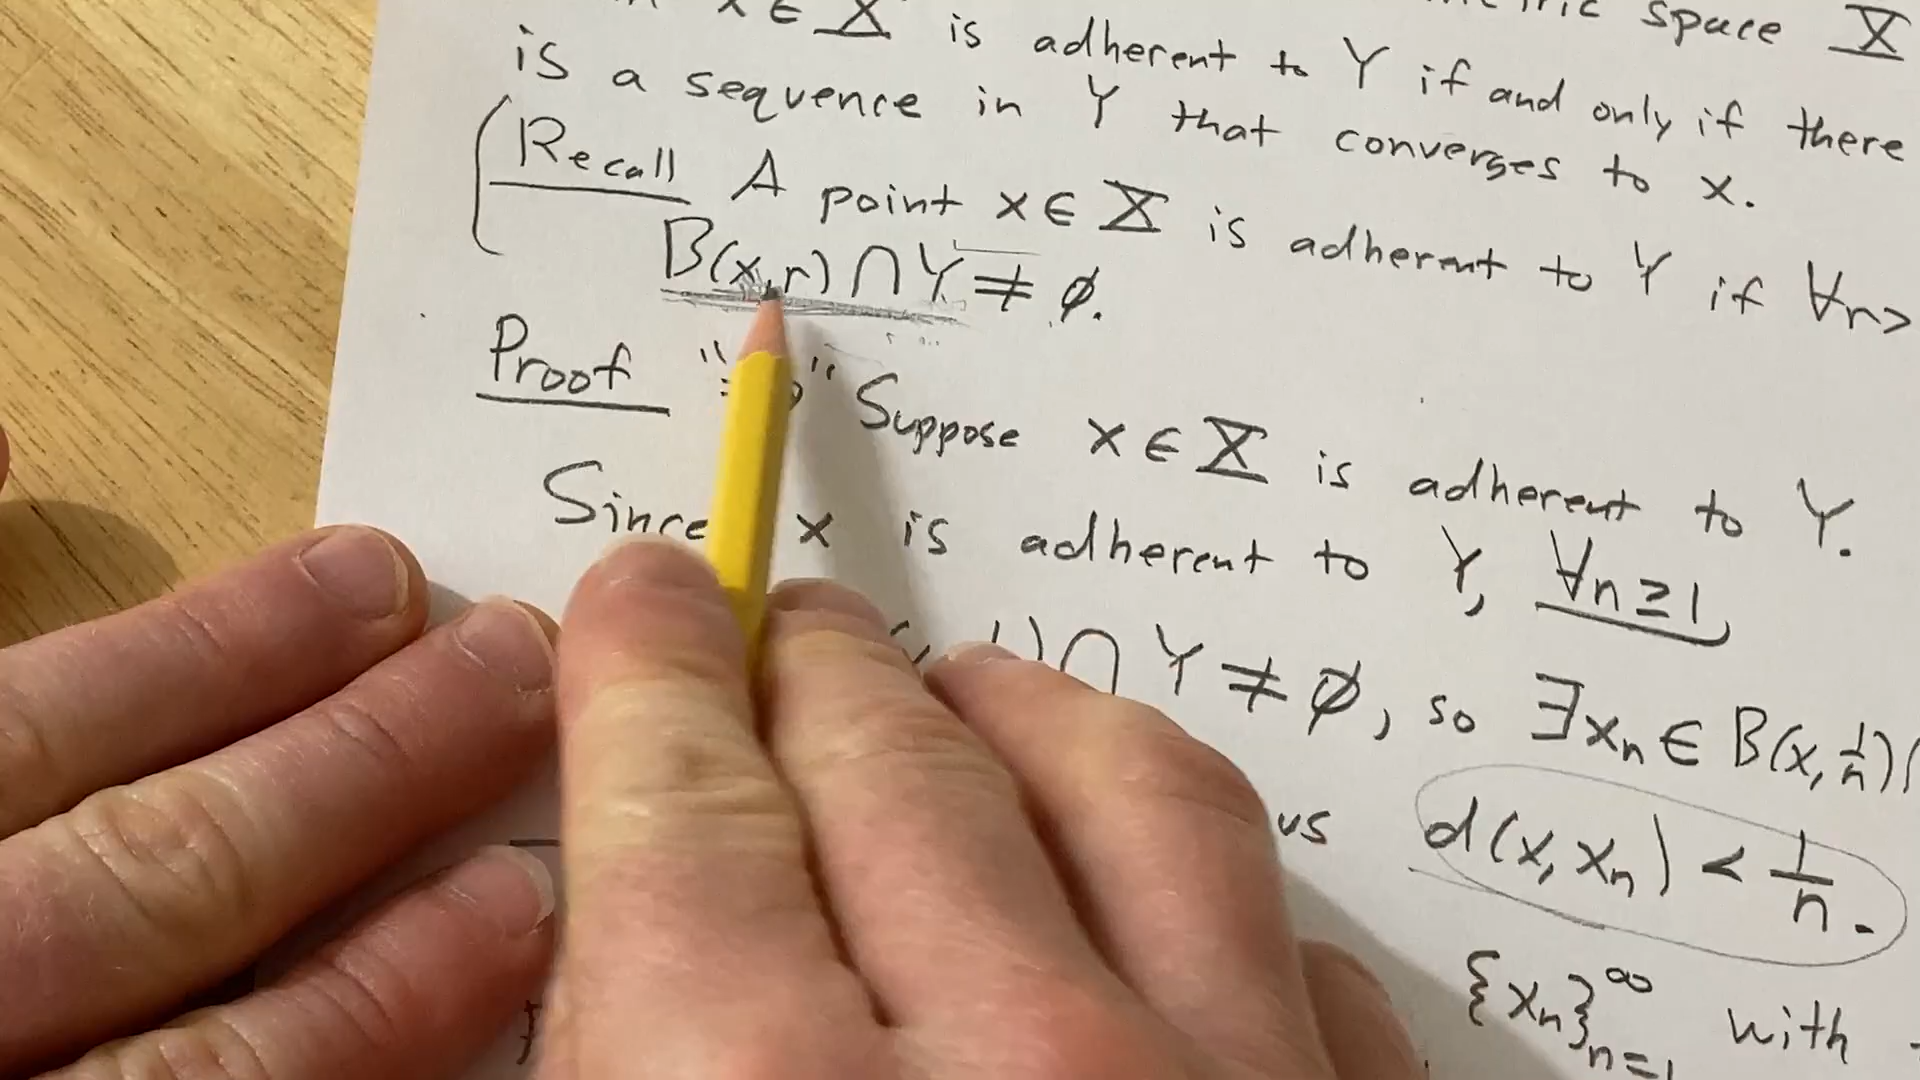 x ∈ X is adherent to Y if and only if there
space X
is a sequence in Y that converges to x.
(Recall A point x ∈ X is adherent to Y if ∀r>
B(x,r) ∩ Y ≠ ∅.
Proof " " Suppose x ∈ X is adherent to Y.
Since x is adherent to Y, ∀n≥1,
) ∩ Y ≠ ∅, so ∃xₙ ∈ B(x, 1/n) ∩
us d(x, xₙ) < 1/n.
{xₙ}ₙ₌₁^∞ with